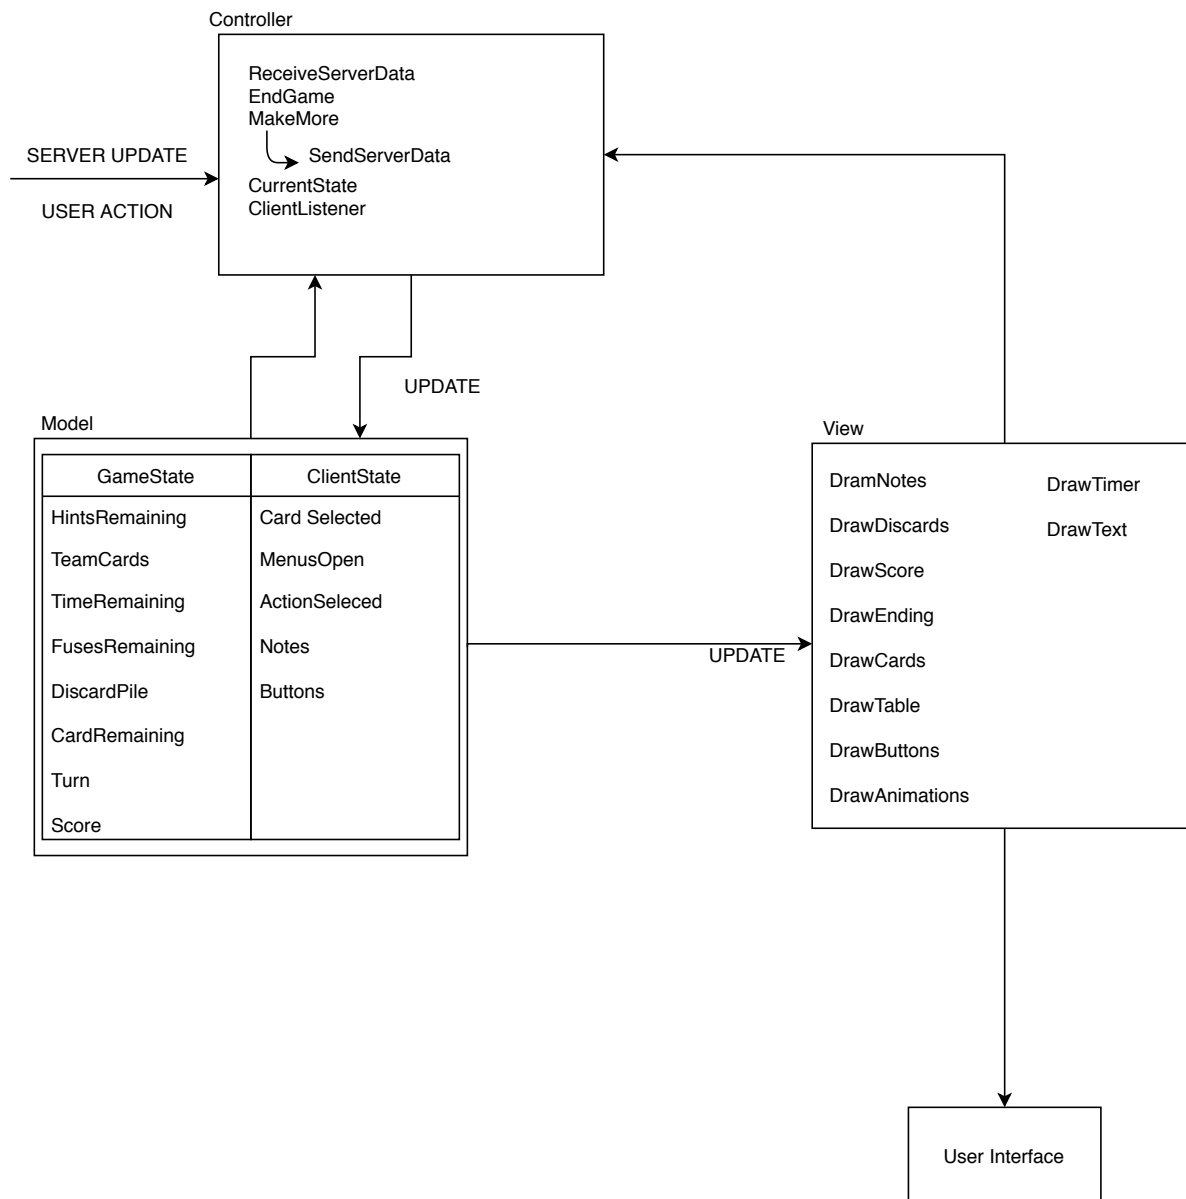 Controller
ReceiveServerData
EndGame
MakeMore
SendServerData
CurrentState
ClientListener
SERVER UPDATE
USER ACTION
UPDATE
Model
GameState
HintsRemaining
TeamCards
TimeRemaining
FusesRemaining
DiscardPile
CardRemaining
Turn
Score
ClientState
Card Selected
MenusOpen
ActionSeleced
Notes
Buttons
UPDATE
View
DramNotes
DrawDiscards
DrawScore
DrawEnding
DrawCards
DrawTable
DrawButtons
DrawAnimations
DrawTimer
DrawText
User Interface